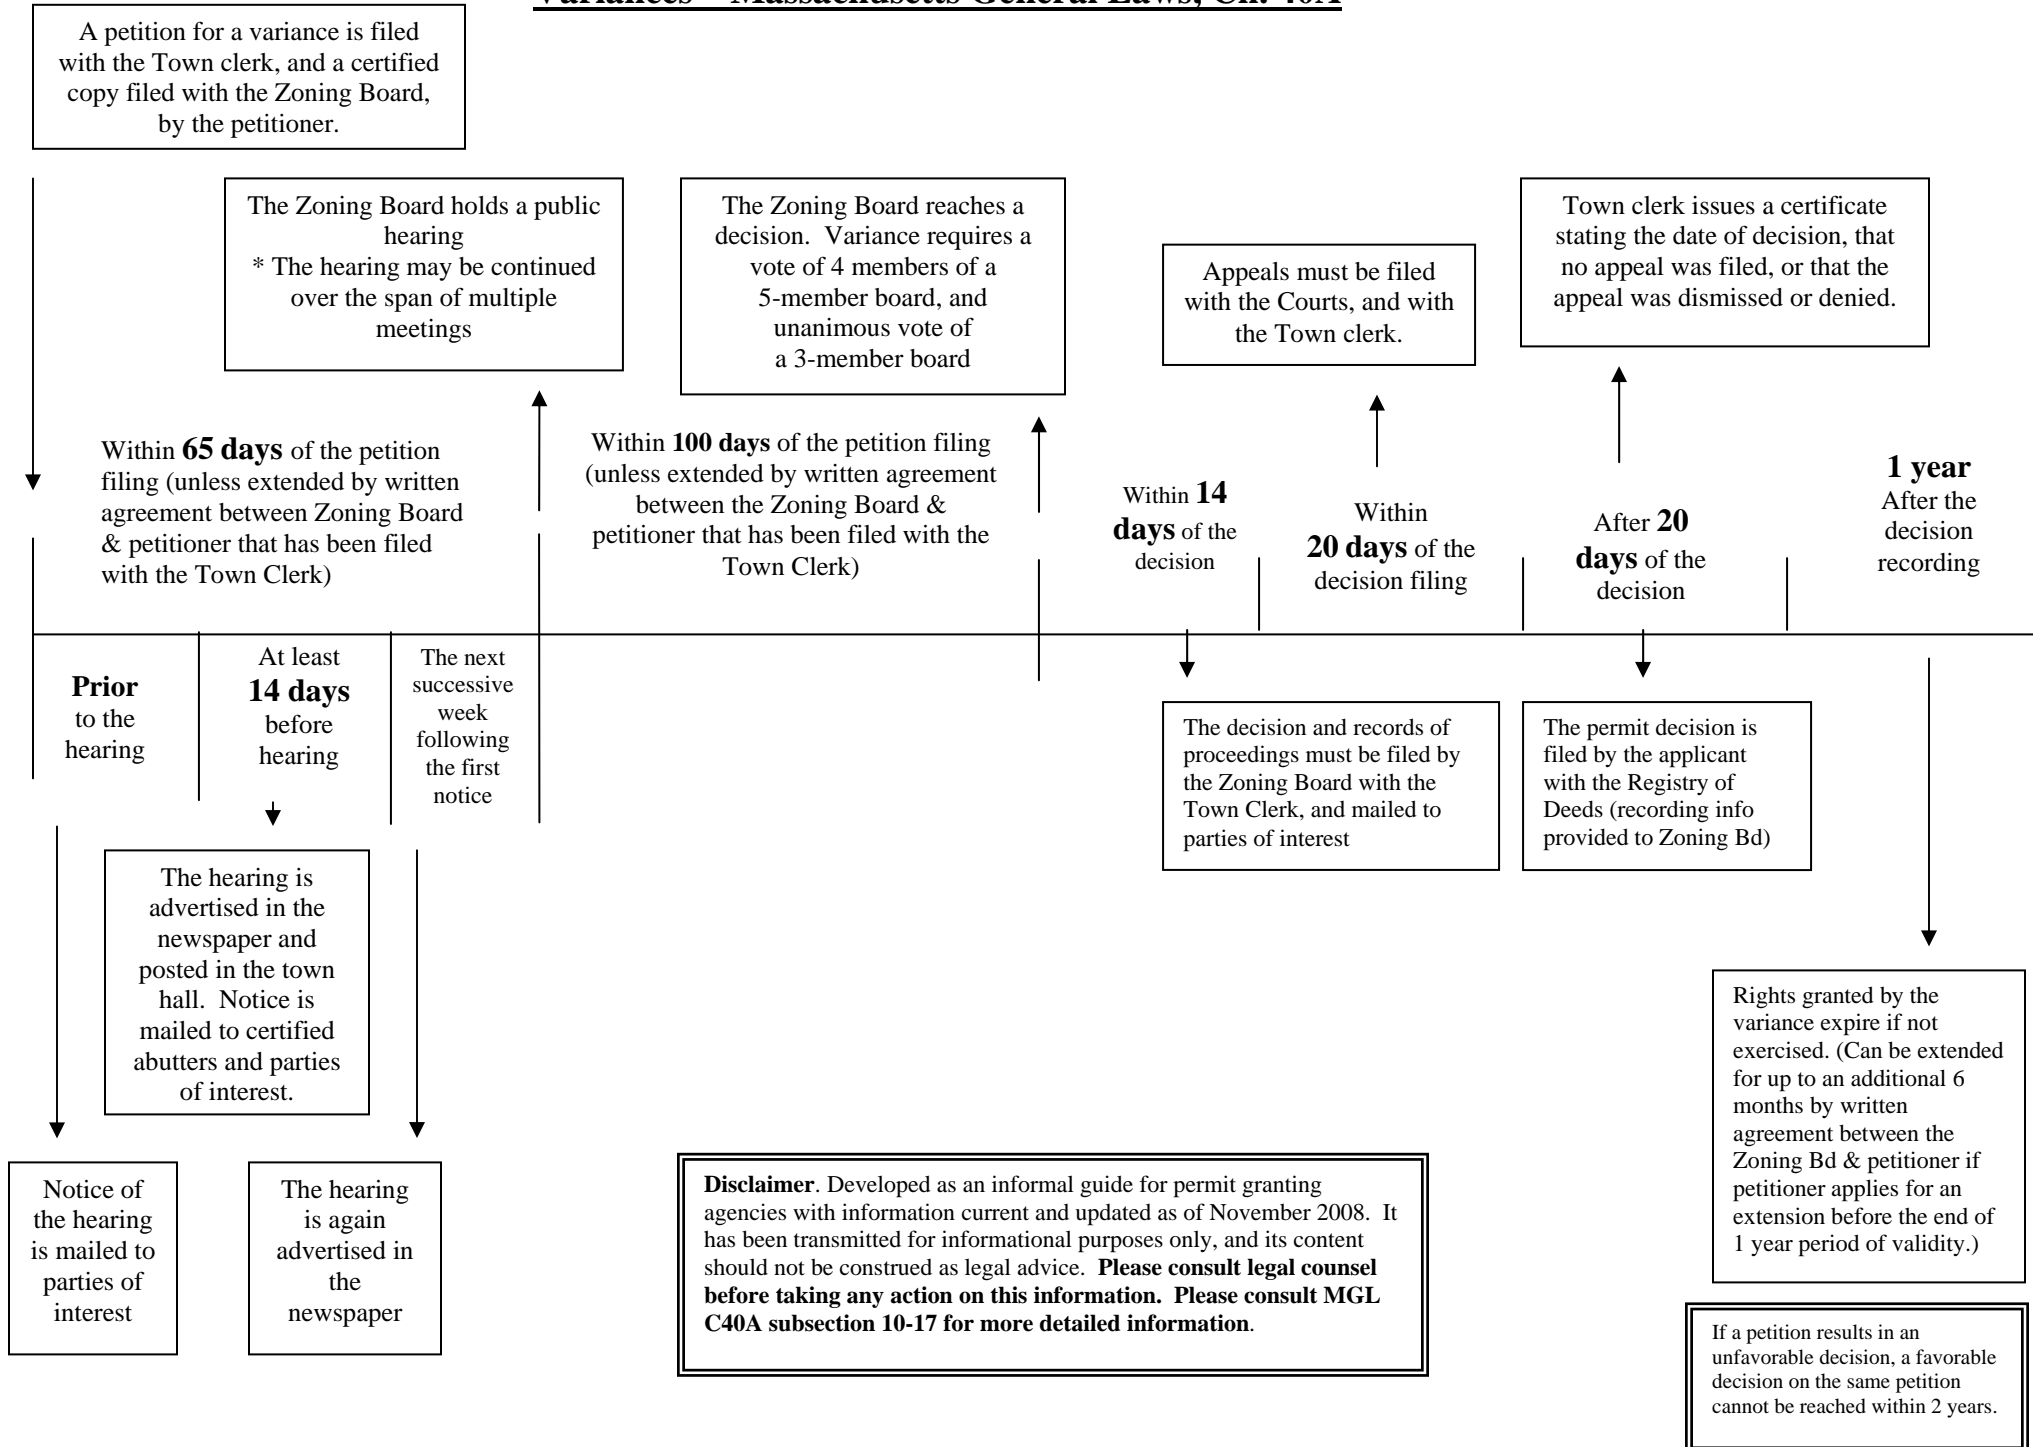 Variances – Massachusetts General Laws, Ch. 40A
A petition for a variance is filed
with the Town clerk, and a certified
copy filed with the Zoning Board,
by the petitioner.
The Zoning Board holds a public
hearing
* The hearing may be continued
over the span of multiple
meetings
The Zoning Board reaches a
decision.  Variance requires a
vote of 4 members of a
5-member board, and
unanimous vote of
a 3-member board
Appeals must be filed
with the Courts, and with
the Town clerk.
Town clerk issues a certificate
stating the date of decision, that
no appeal was filed, or that the
appeal was dismissed or denied.
Within 65 days of the petition
filing (unless extended by written
agreement between Zoning Board
& petitioner that has been filed
with the Town Clerk)
Within 100 days of the petition filing
(unless extended by written agreement
between the Zoning Board &
petitioner that has been filed with the
Town Clerk)
Within 14
days of the
decision
Within
20 days of the
decision filing
After 20
days of the
decision
1 year
After the
decision
recording
Prior
to the
hearing
At least
14 days
before
hearing
The next
successive
week
following
the first
notice
The decision and records of
proceedings must be filed by
the Zoning Board with the
Town Clerk, and mailed to
parties of interest
The permit decision is
filed by the applicant
with the Registry of
Deeds (recording info
provided to Zoning Bd)
The hearing is
advertised in the
newspaper and
posted in the town
hall.  Notice is
mailed to certified
abutters and parties
of interest.
Notice of
the hearing
is mailed to
parties of
interest
The hearing
is again
advertised in
the
newspaper
Disclaimer. Developed as an informal guide for permit granting
agencies with information current and updated as of November 2008.  It
has been transmitted for informational purposes only, and its content
should not be construed as legal advice.  Please consult legal counsel
before taking any action on this information.  Please consult MGL
C40A subsection 10-17 for more detailed information.
Rights granted by the
variance expire if not
exercised. (Can be extended
for up to an additional 6
months by written
agreement between the
Zoning Bd & petitioner if
petitioner applies for an
extension before the end of
1 year period of validity.)
If a petition results in an
unfavorable decision, a favorable
decision on the same petition
cannot be reached within 2 years.